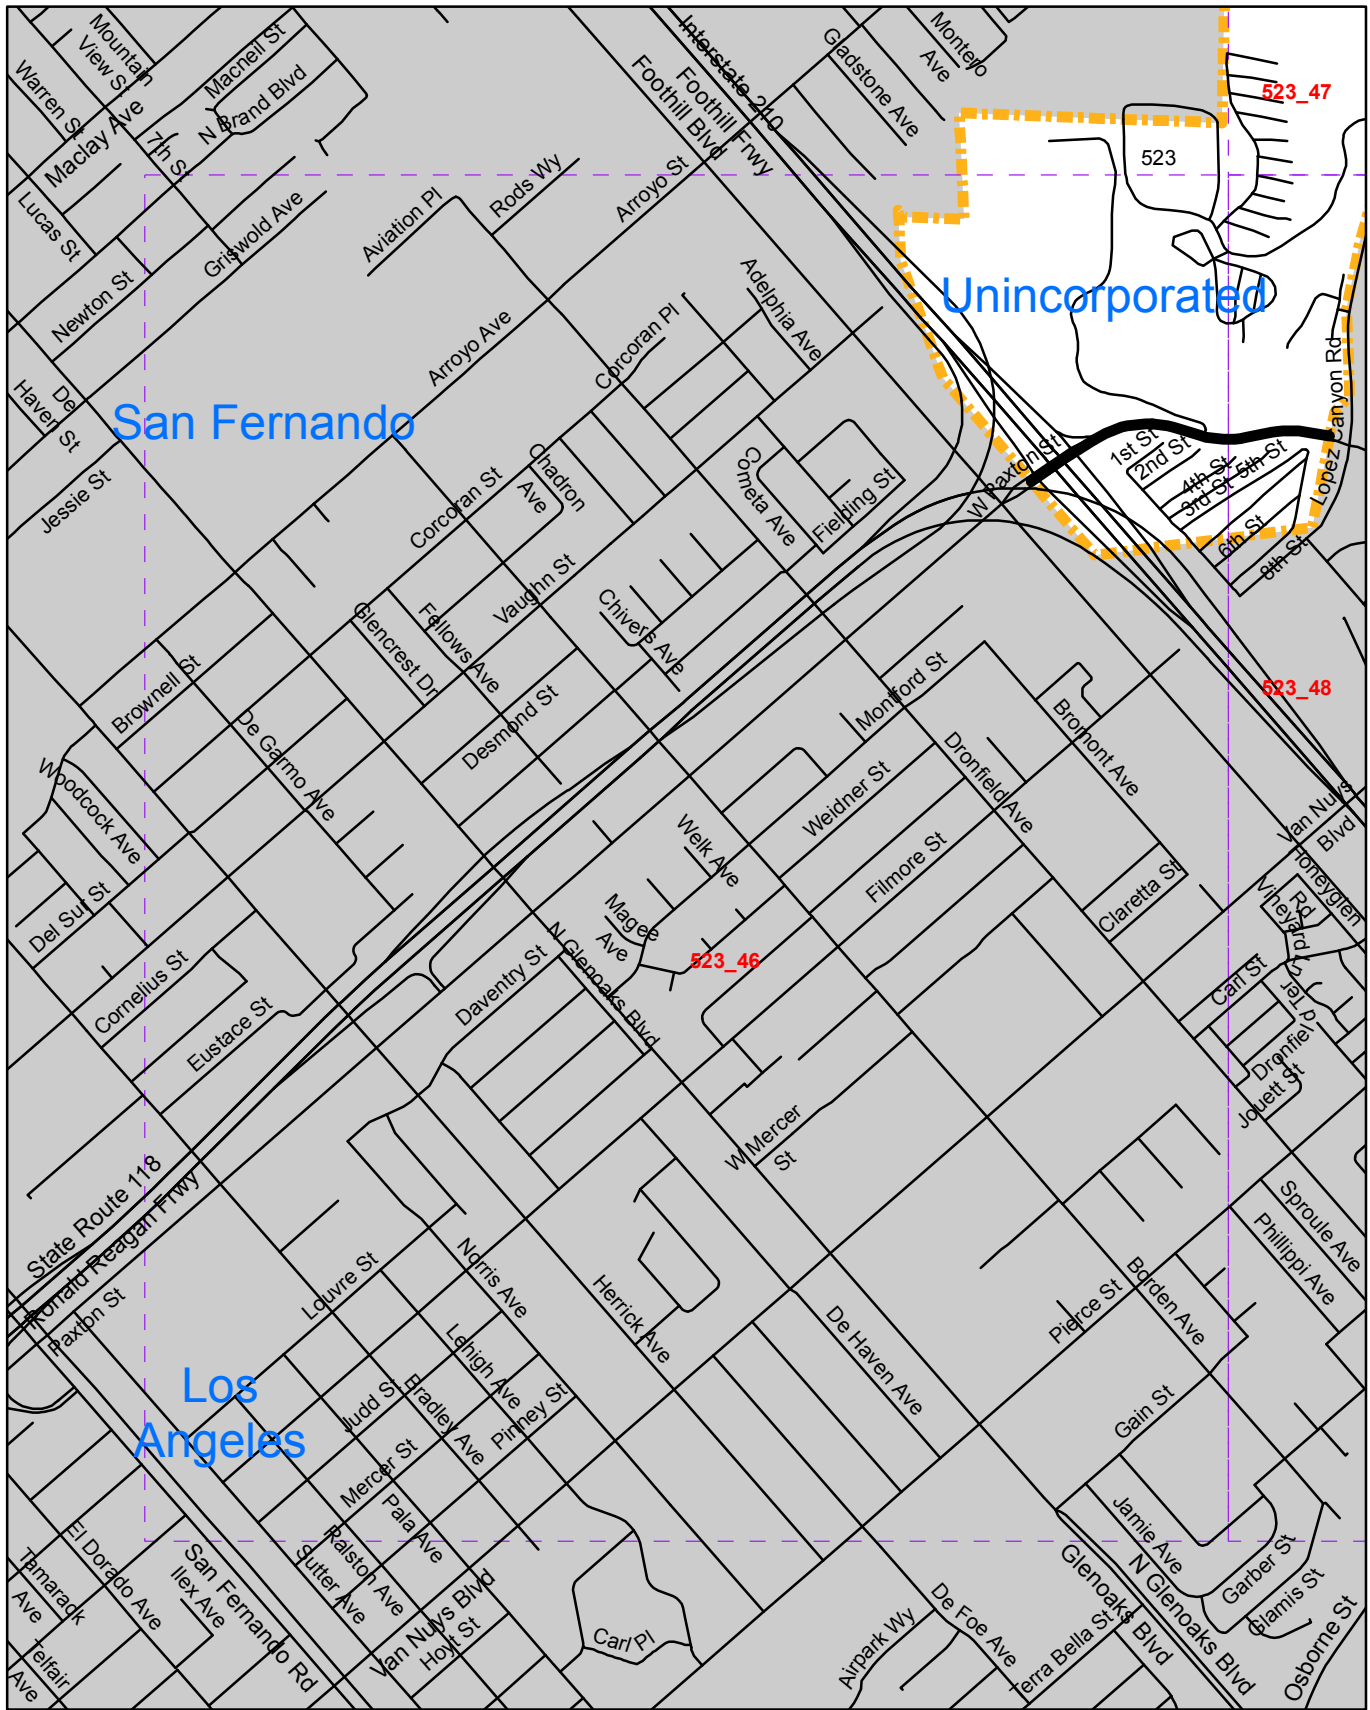 Mountain
View St
Macneil St
N Brand Blvd
Warren St
Maclay Ave
7th St
Lucas St
Newton St
Griswold Ave
Aviation Pl
Rods Wy
Arroyo St
Interstate 210
Foothill Frwy
Foothill Blvd
Gladstone Ave
Montero
Ave
523_47
523
Unincorporated
Lopez Canyon Rd
Adelphia Ave
Corcoran Pl
Arroyo Ave
San Fernando
De
Haven St
Jessie St
Corcoran St
Chadron
Ave
Cometa Ave
Fielding St
W Paxton St
1st St
2nd St
4th St
3rd St
5th St
6th St
8th St
Vaughn St
Chivers Ave
Glencrest Dr
Fellows Ave
Desmond St
Brownell St
De Garmo Ave
Woodcock Ave
Montford St
523_48
Bromont Ave
Dronfield Ave
Weidner St
Filmore St
Welk Ave
Magee
Ave
523_46
Van Nuys
Blvd
Honeyglen
Rd
Vineyard Ln
Claretta St
Carl St
Dronfield Ter
Jouett St
Del Sur St
Cornelius St
Eustace St
Daventry St
N Glenoaks Blvd
W Mercer
St
State Route 118
Ronald Reagan Frwy
Paxton St
Louvre St
Norris Ave
Herrick Ave
De Haven Ave
Pierce St
Borden Ave
Sproule Ave
Phillippi Ave
Los
Angeles
Judd St
Lehigh Ave
Bradley Ave
Pinney St
Mercer St
Pala Ave
Gain St
Jamie Ave
Garber St
Glamis St
Osborne St
N Glenoaks Blvd
Glenoaks Blvd
Terra Bella St
De Foe Ave
Airpark Wy
Carl Pl
Van Nuys Blvd
Hoyt St
Ralston Ave
Sutter Ave
San Fernando Rd
Ilex Ave
El Dorado Ave
Tamarack
Ave
Telfair
Ave